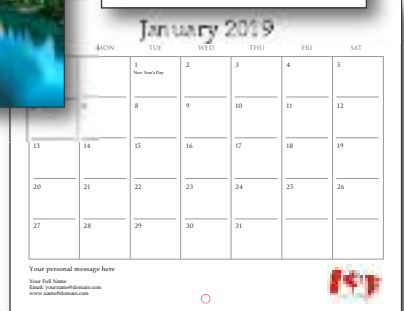 January 2019
MON TUE WED THU FRI SAT
1 2 3 4 5
New Year's Day
8 9 10 11 12
13 14 15 16 17 18 19
20 21 22 23 24 25 26
27 28 29 30 31
Your personal message here
Your Full Name
Email: yourname@domain.com
www.name@domain.com